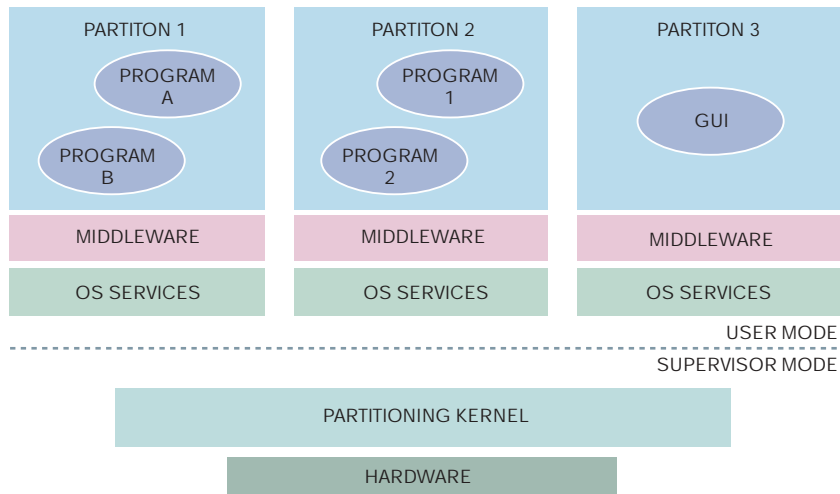 PARTITON 1
PROGRAM
A
PROGRAM
B
MIDDLEWARE
OS SERVICES
PARTITON 2
PROGRAM
1
PROGRAM
2
MIDDLEWARE
OS SERVICES
PARTITON 3
GUI
MIDDLEWARE
OS SERVICES
USER MODE
SUPERVISOR MODE
PARTITIONING KERNEL
HARDWARE